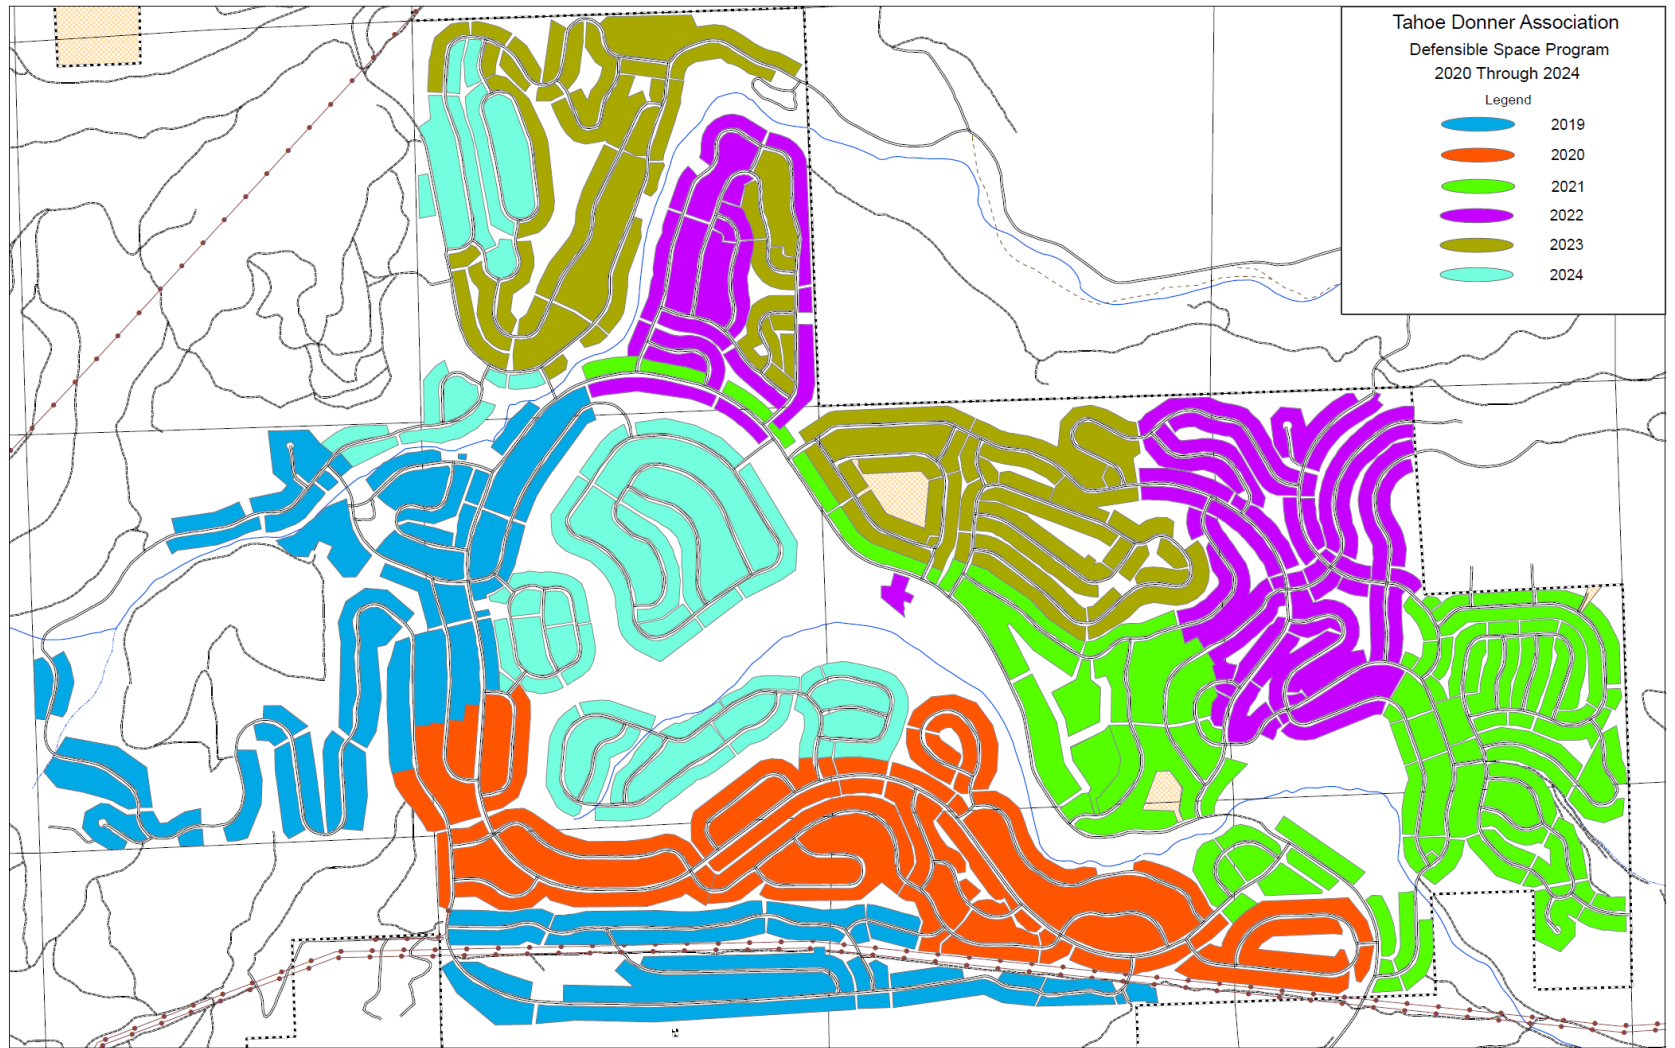 Tahoe Donner Association
Defensible Space Program
2020 Through 2024
Legend
2019
2020
2021
2022
2023
2024